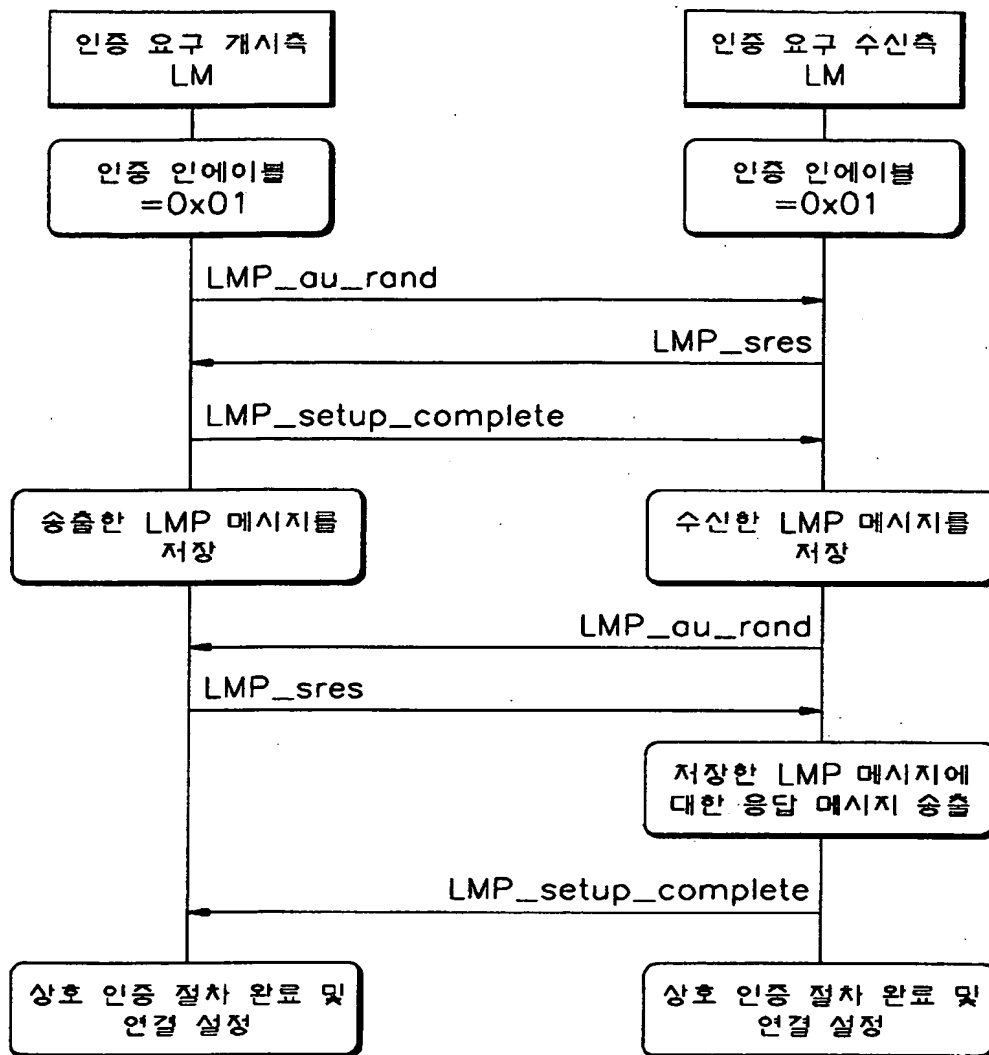 인증 요구 개시측
LM
인증 요구 수신측
LM
인증 인에이블
=0x01
인증 인에이블
=0x01
LMP_au_rand
LMP_sres
LMP_setup_complete
송출한 LMP 메시지를
저장
수신한 LMP 메시지를
저장
LMP_au_rand
LMP_sres
저장한 LMP 메시지에
대한 응답 메시지 송출
LMP_setup_complete
상호 인증 절차 완료 및
연결 설정
상호 인증 절차 완료 및
연결 설정